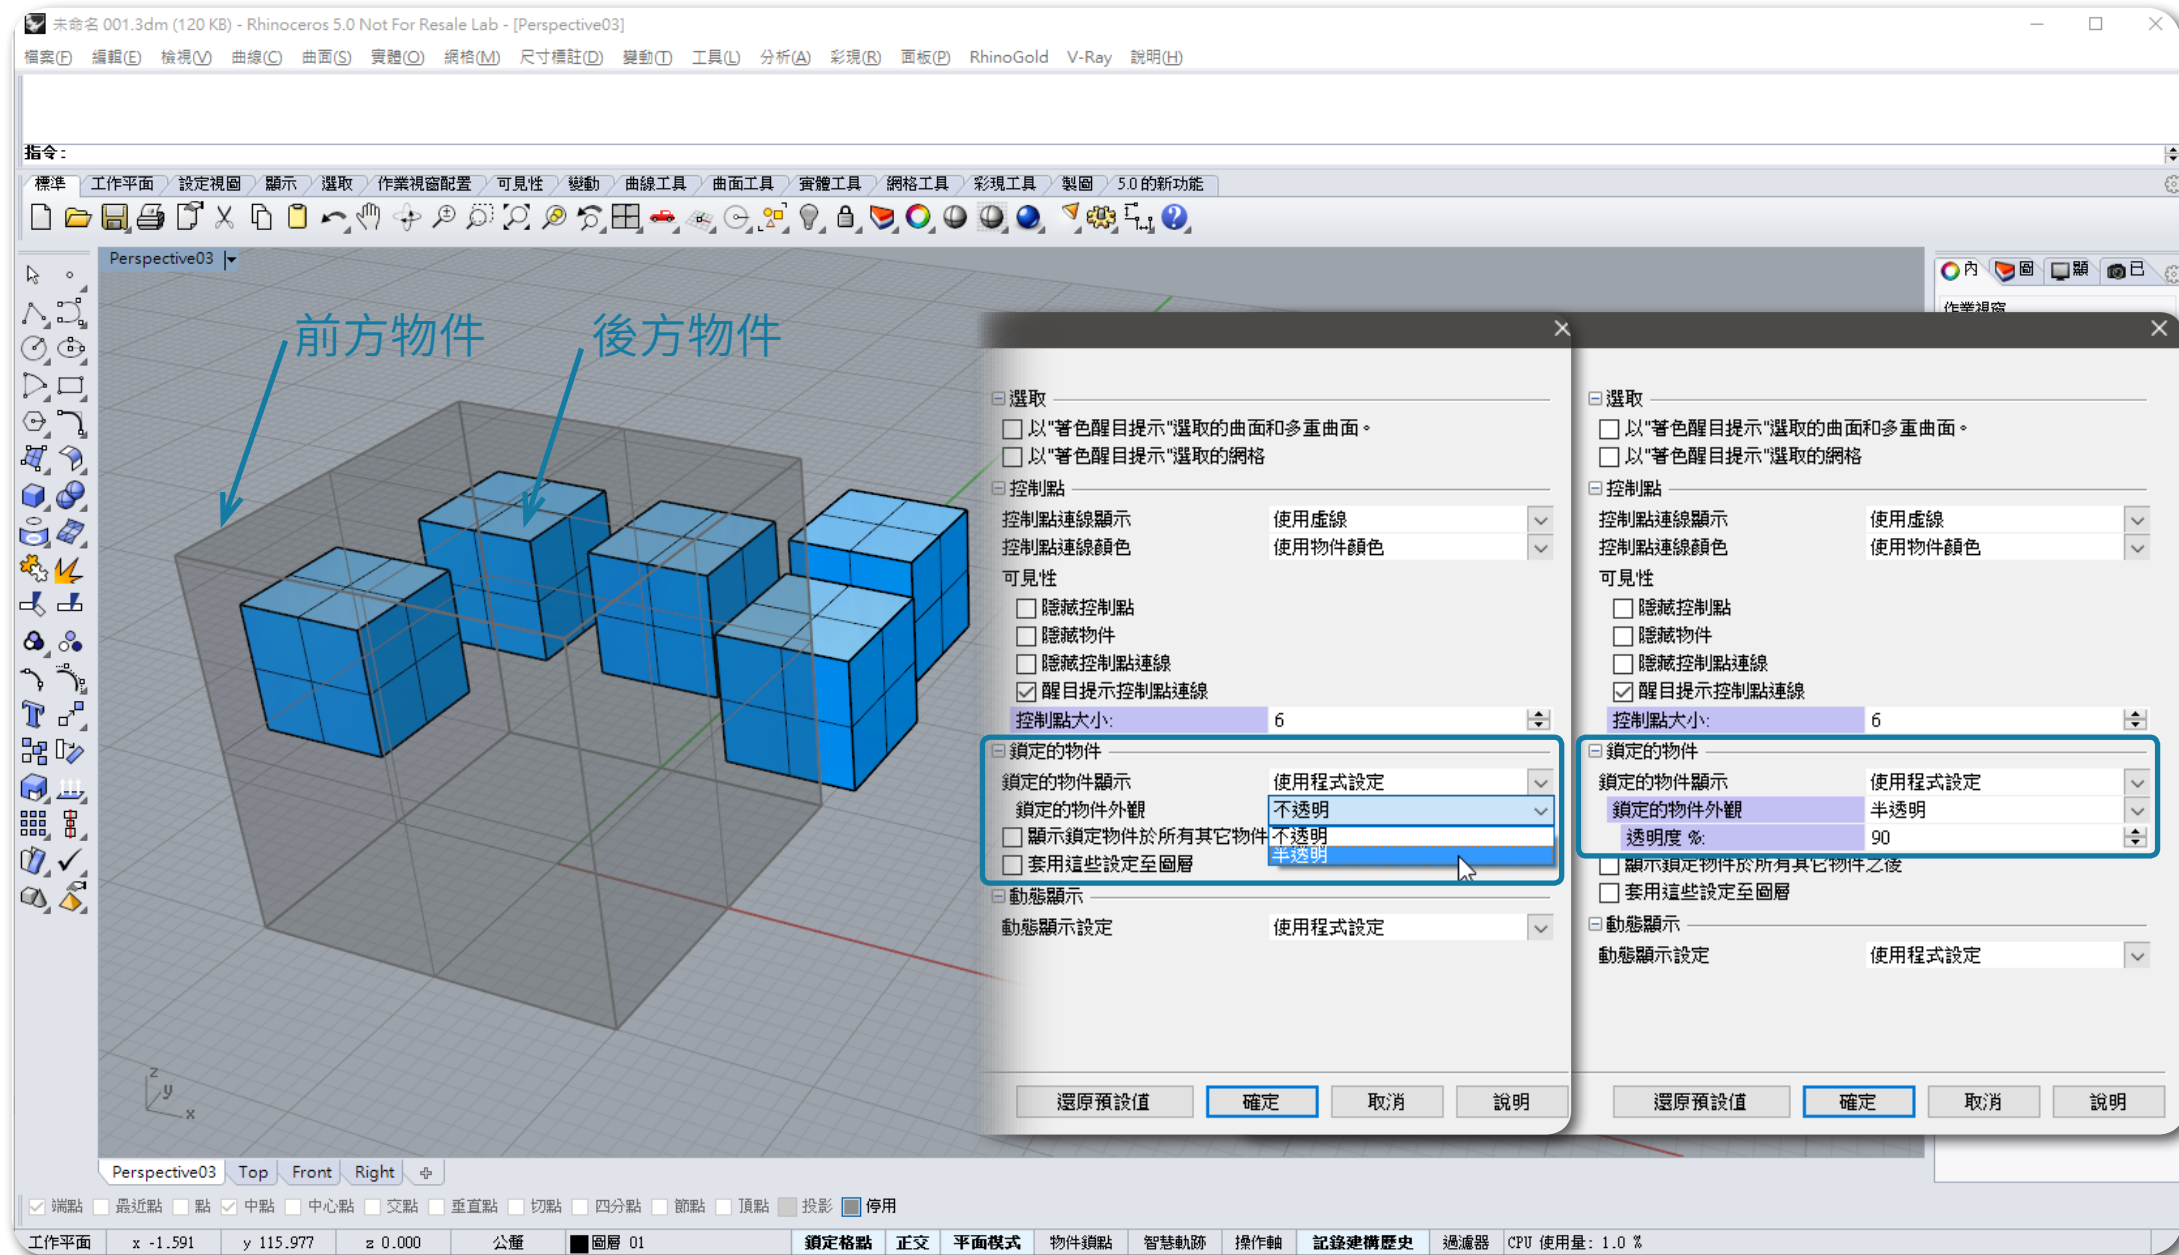 未命名 001.3dm (120 KB) - Rhinoceros 5.0 Not For Resale Lab - [Perspective03]
檔案(F) 編輯(E) 檢視(V) 曲線(C) 曲面(S) 實體(O) 網格(M) 尺寸標註(D) 變動(T) 工具(L) 分析(A) 彩現(R) 面板(P) RhinoGold V-Ray 說明(H)
指令:
標準 工作平面 設定視圖 顯示 選取 作業視窗配置 可見性 變動 曲線工具 曲面工具 實體工具 網格工具 彩現工具 製圖 5.0 的新功能
Perspective03
內 圖 顯 已
作業視窗
前方物件 後方物件
選取
以"著色醒目提示"選取的曲面和多重曲面。
以"著色醒目提示"選取的網格
控制點
控制點連線顯示 使用虛線
控制點連線顏色 使用物件顏色
可見性
隱藏控制點
隱藏物件
隱藏控制點連線
醒目提示控制點連線
控制點大小: 6
鎖定的物件
鎖定的物件顯示 使用程式設定
鎖定的物件外觀 不透明
顯示鎖定物件於所有其它物件 不透明
半透明
套用這些設定至圖層
動態顯示
動態顯示設定 使用程式設定
還原預設值 確定 取消 說明
選取
以"著色醒目提示"選取的曲面和多重曲面。
以"著色醒目提示"選取的網格
控制點
控制點連線顯示 使用虛線
控制點連線顏色 使用物件顏色
可見性
隱藏控制點
隱藏物件
隱藏控制點連線
醒目提示控制點連線
控制點大小: 6
鎖定的物件
鎖定的物件顯示 使用程式設定
鎖定的物件外觀 半透明
透明度 %: 90
顯示鎖定物件於所有其它物件之後
套用這些設定至圖層
動態顯示
動態顯示設定 使用程式設定
還原預設值 確定 取消 說明
z
y
x
Perspective03 Top Front Right
端點 最近點 點 中點 中心點 交點 垂直點 切點 四分點 節點 頂點 投影 停用
工作平面 x -1.591 y 115.977 z 0.000 公釐 圖層 01 鎖定格點 正交 平面模式 物件鎖點 智慧軌跡 操作軸 記錄建構歷史 過濾器 CPU 使用量: 1.0 %